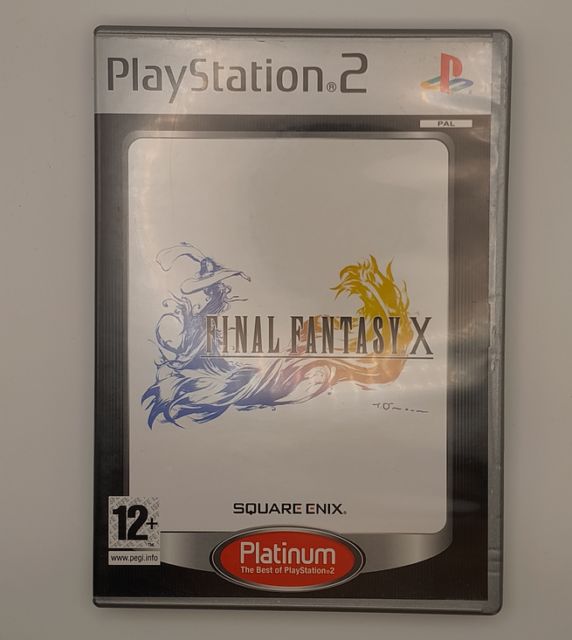 PlayStation®2
PAL
FINAL FANTASY X
SQUARE ENIX®
12+
www.pegi.info
Platinum
The Best of PlayStation®2